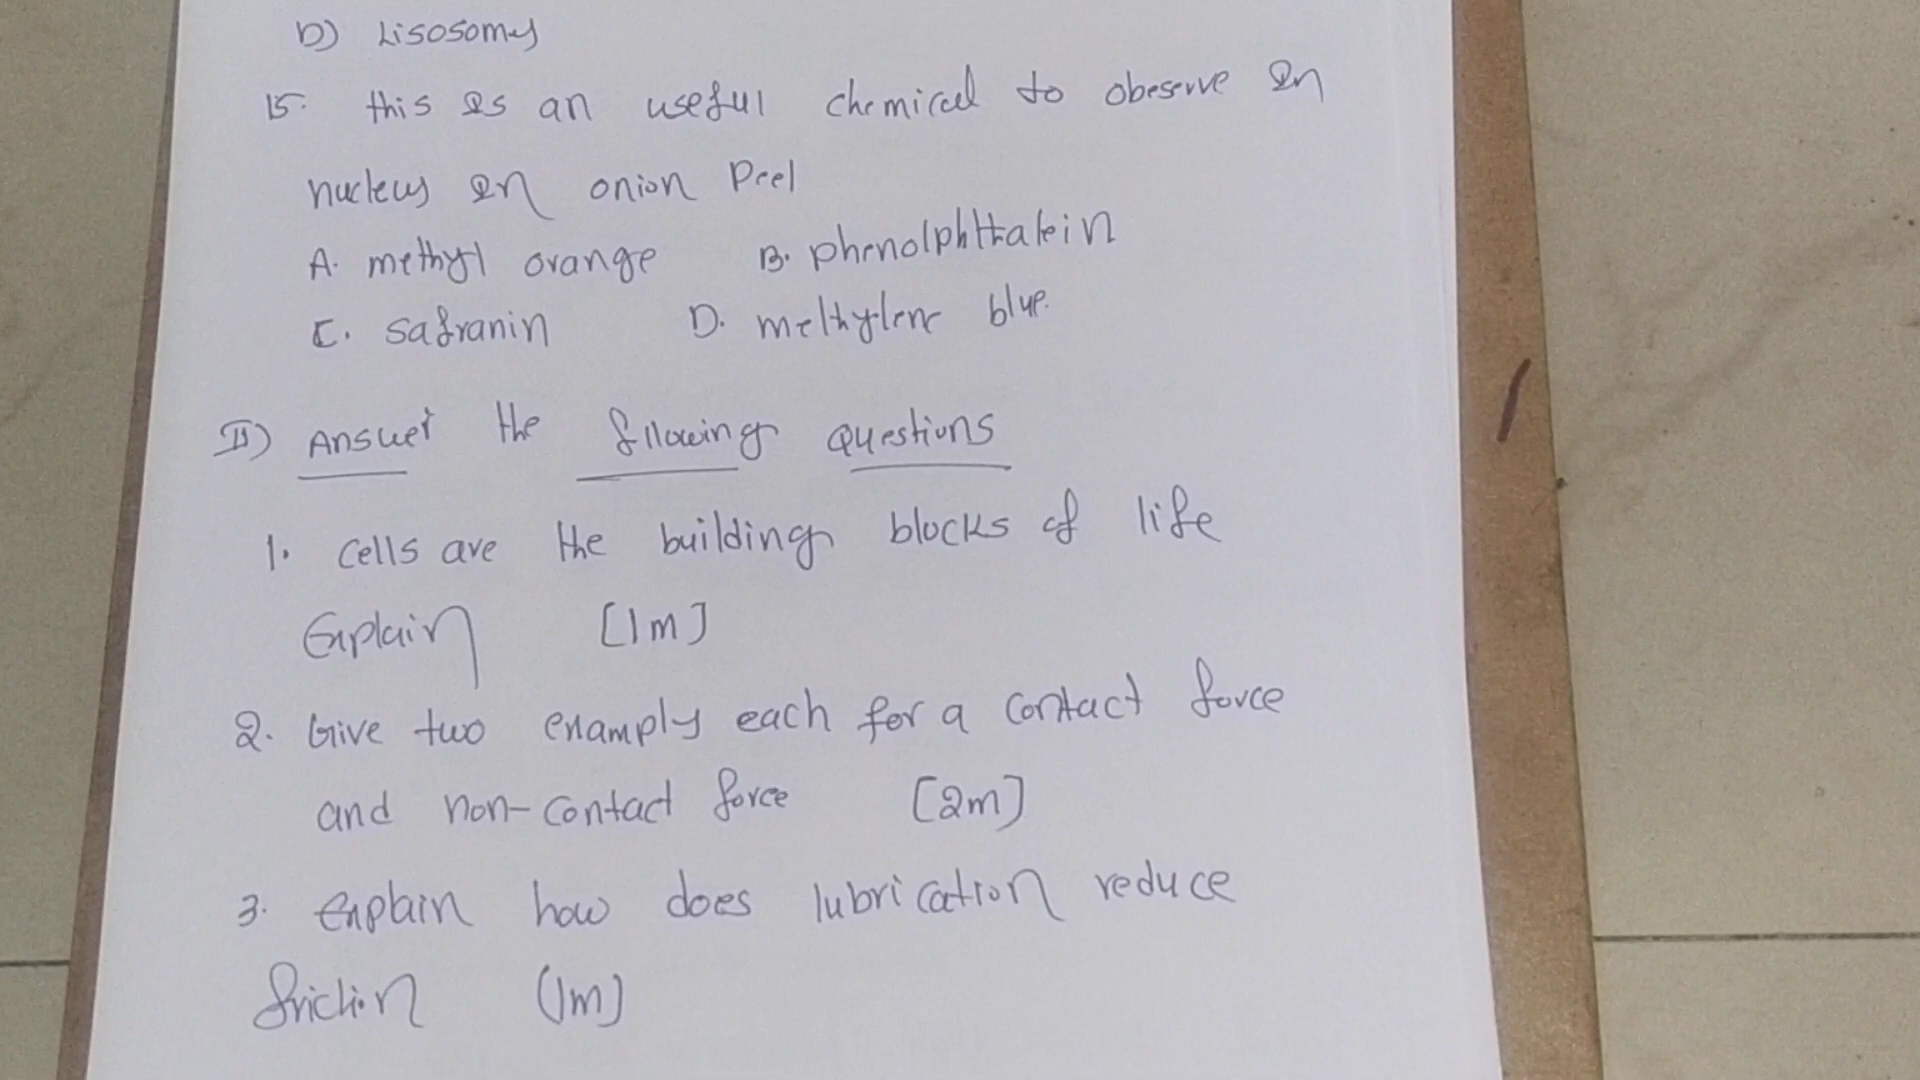 D) Lisosomes
15. this is an useful chemical to obeserve in
nucleus in onion Peel
A. methyl orange B. phenolphthalein
C. safranin D. methylene blue.
II) Answer the fllowing questions
1. cells are the building blocks of life
Explain [1m]
2. Give two examples each for a contact force
and non-contact force [2m]
3. explain how does lubrication reduce
friction (1m)